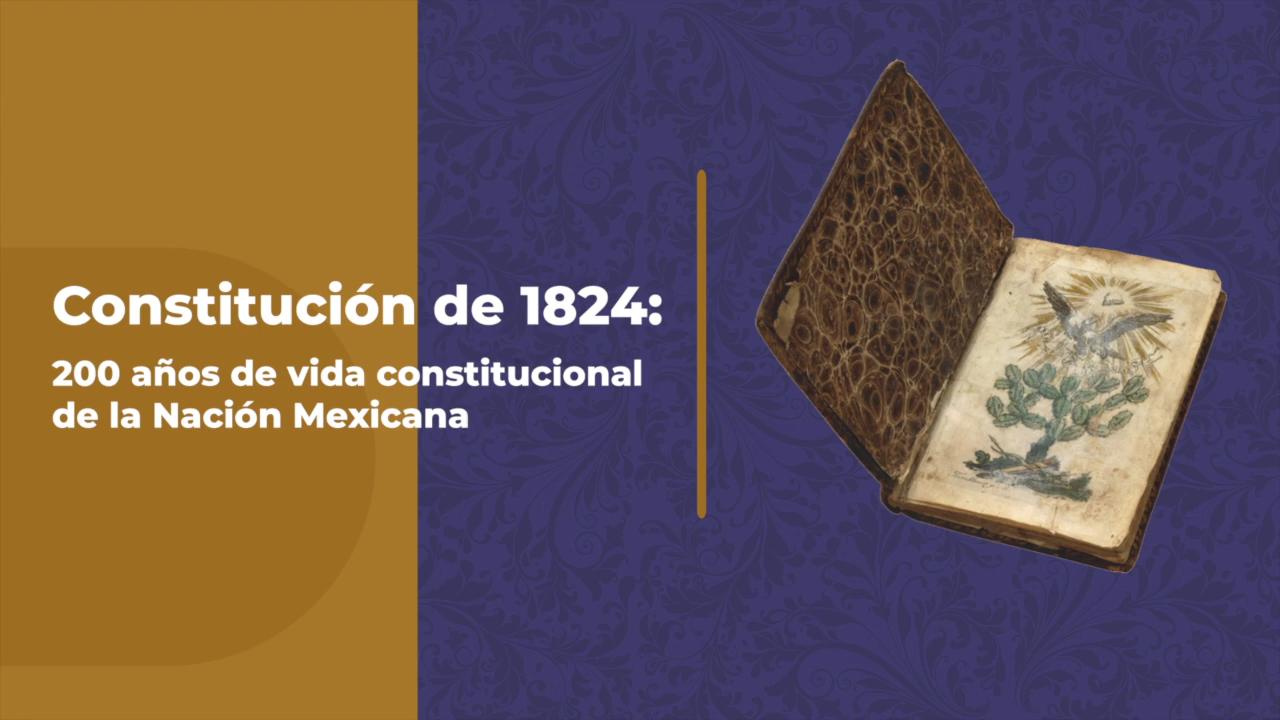 Constitución de 1824:
200 años de vida constitucional
de la Nación Mexicana